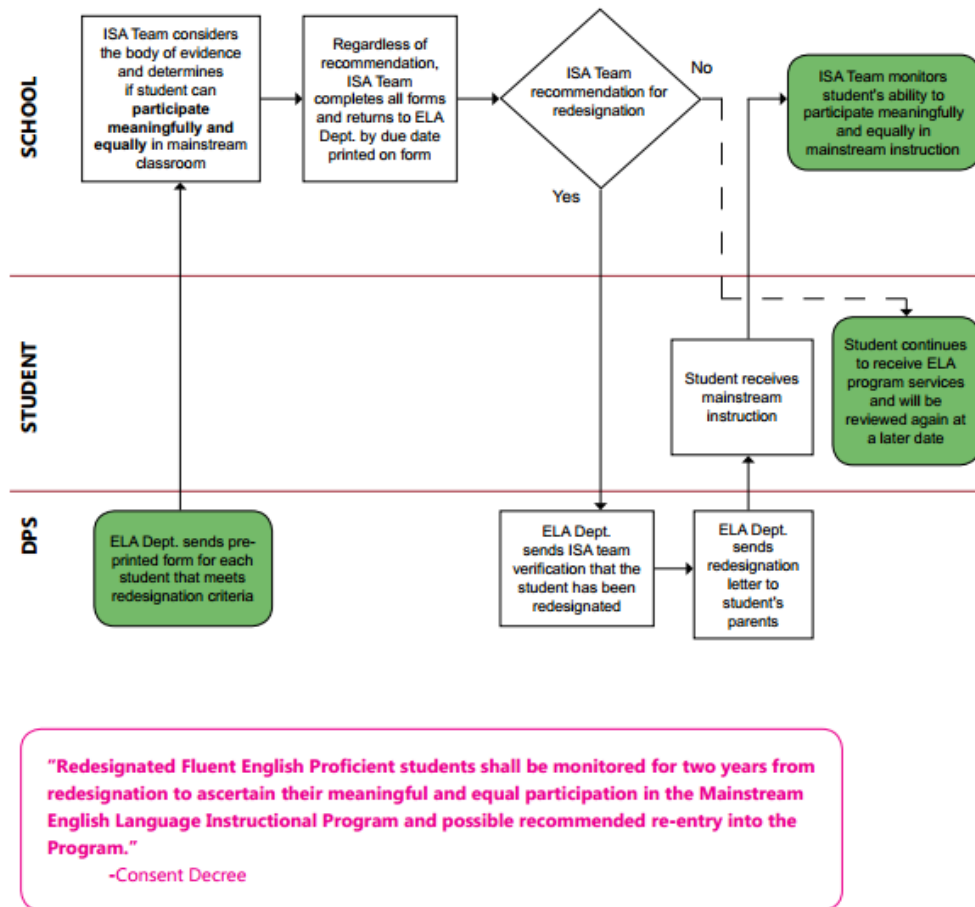 SCHOOL
ISA Team considers
the body of evidence
and determines
if student can
participate
meaningfully and
equally in mainstream
classroom
Regardless of
recommendation,
ISA Team
completes all forms
and returns to ELA
Dept. by due date
printed on form
ISA Team
recommendation for
redesignation
No
Yes
ISA Team monitors
student's ability to
participate meaningfully
and equally in
mainstream instruction
STUDENT
Student receives
mainstream
instruction
Student continues
to receive ELA
program services
and will be
reviewed again at
a later date
DPS
ELA Dept. sends pre-
printed form for each
student that meets
redesignation criteria
ELA Dept.
sends ISA team
verification that the
student has been
redesignated
ELA Dept.
sends
redesignation
letter to
student's
parents
"Redesignated Fluent English Proficient students shall be monitored for two years from
redesignation to ascertain their meaningful and equal participation in the Mainstream
English Language Instructional Program and possible recommended re-entry into the
Program."
-Consent Decree